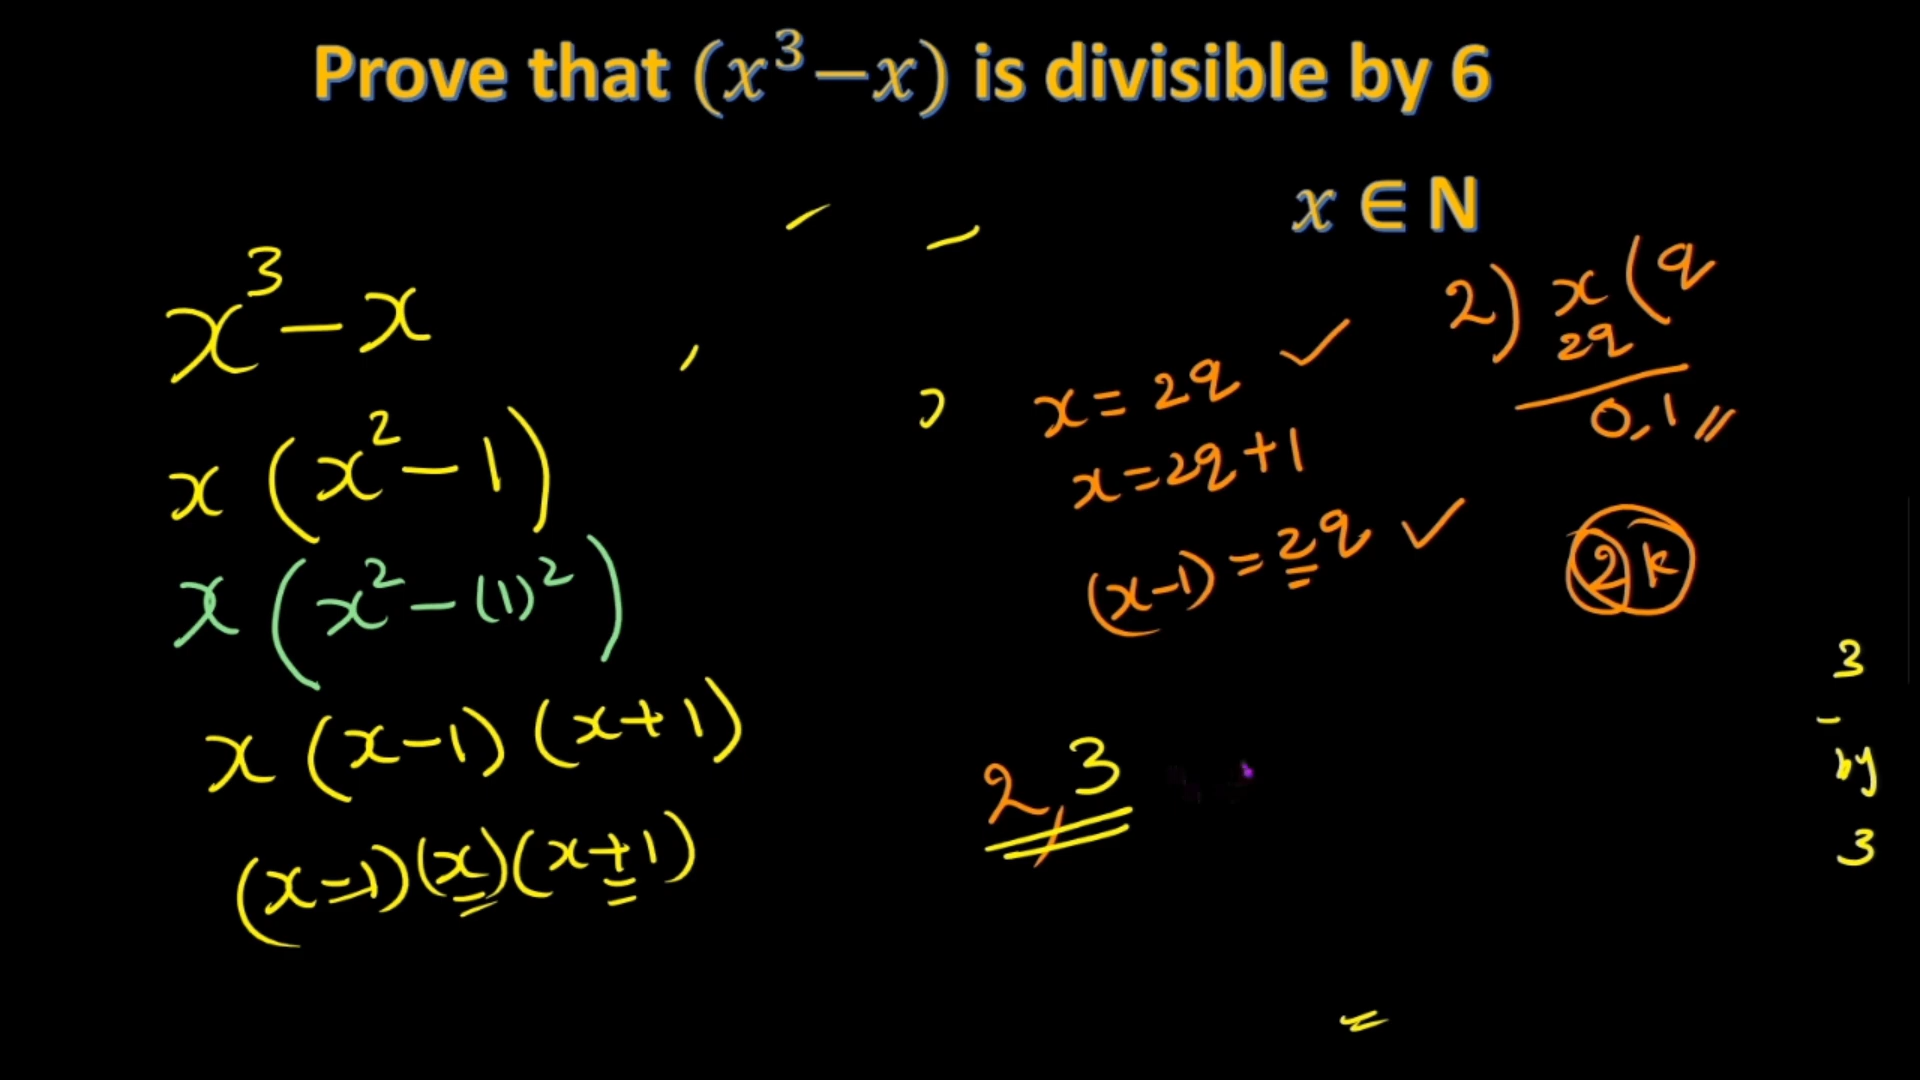 Prove that (x³−x) is divisible by 6
x ∈ N
x³ − x
x (x² − 1)
x (x² − (1)²)
x (x−1) (x+1)
(x−1)(x)(x+1)
2) x (q
2q
0,1 //
x = 2q ✓
x = 2q + 1
(x−1) = 2q ✓
2k
2, 3
3
-
by
3